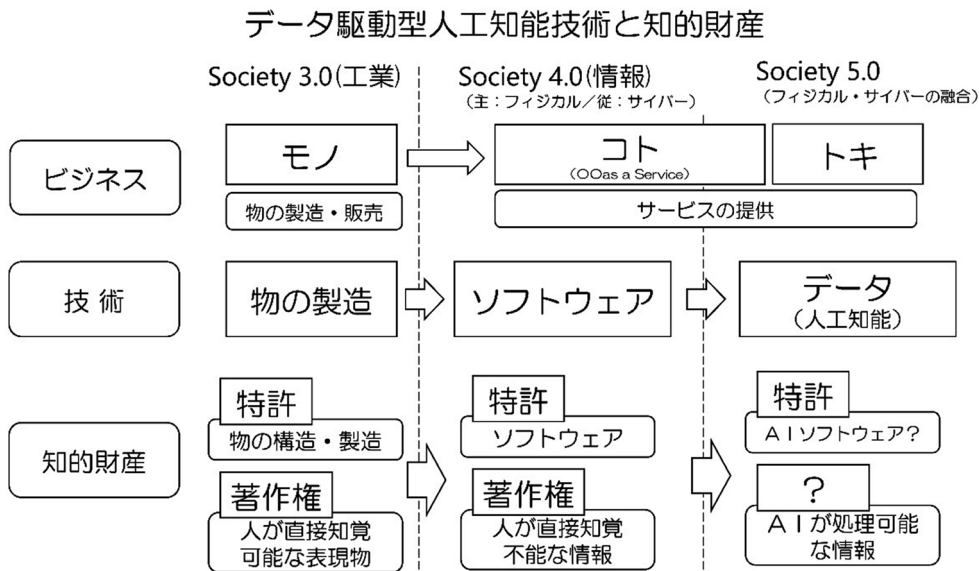 データ駆動型人工知能技術と知的財産
Society 3.0(工業)
Society 4.0(情報)
(主：フィジカル／従：サイバー)
Society 5.0
(フィジカル・サイバーの融合)
ビジネス
モノ
物の製造・販売
コト
(〇〇as a Service)
トキ
サービスの提供
技術
物の製造
ソフトウェア
データ
(人工知能)
知的財産
特許
物の構造・製造
著作権
人が直接知覚
可能な表現物
特許
ソフトウェア
著作権
人が直接知覚
不能な情報
特許
ＡＩソフトウェア？
？
ＡＩが処理可能
な情報